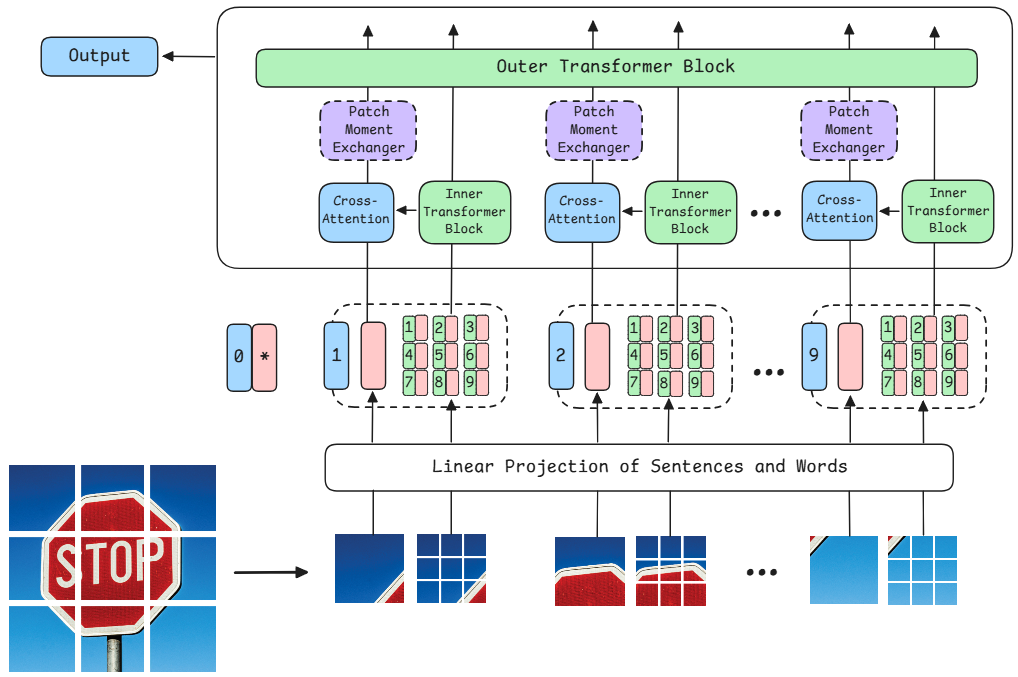 Output
Outer Transformer Block
Patch
Moment
Exchanger
Patch
Moment
Exchanger
Patch
Moment
Exchanger
Cross-
Attention
Inner
Transformer
Block
Cross-
Attention
Inner
Transformer
Block
•••
Cross-
Attention
Inner
Transformer
Block
0 *
1
1 2 3
4 5 6
7 8 9
2
1 2 3
4 5 6
7 8 9
•••
9
1 2 3
4 5 6
7 8 9
Linear Projection of Sentences and Words
STOP
•••